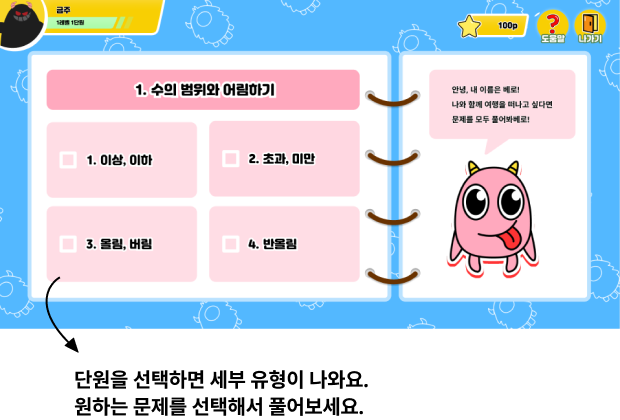 금주
1레벨 1단원
100p
도움말
나가기
1. 수의 범위와 어림하기
1. 이상, 이하
2. 초과, 미만
3. 올림, 버림
4. 반올림
안녕, 내 이름은 베로!
나와 함께 여행을 떠나고 싶다면
문제를 모두 풀어봐베로!
단원을 선택하면 세부 유형이 나와요.
원하는 문제를 선택해서 풀어보세요.